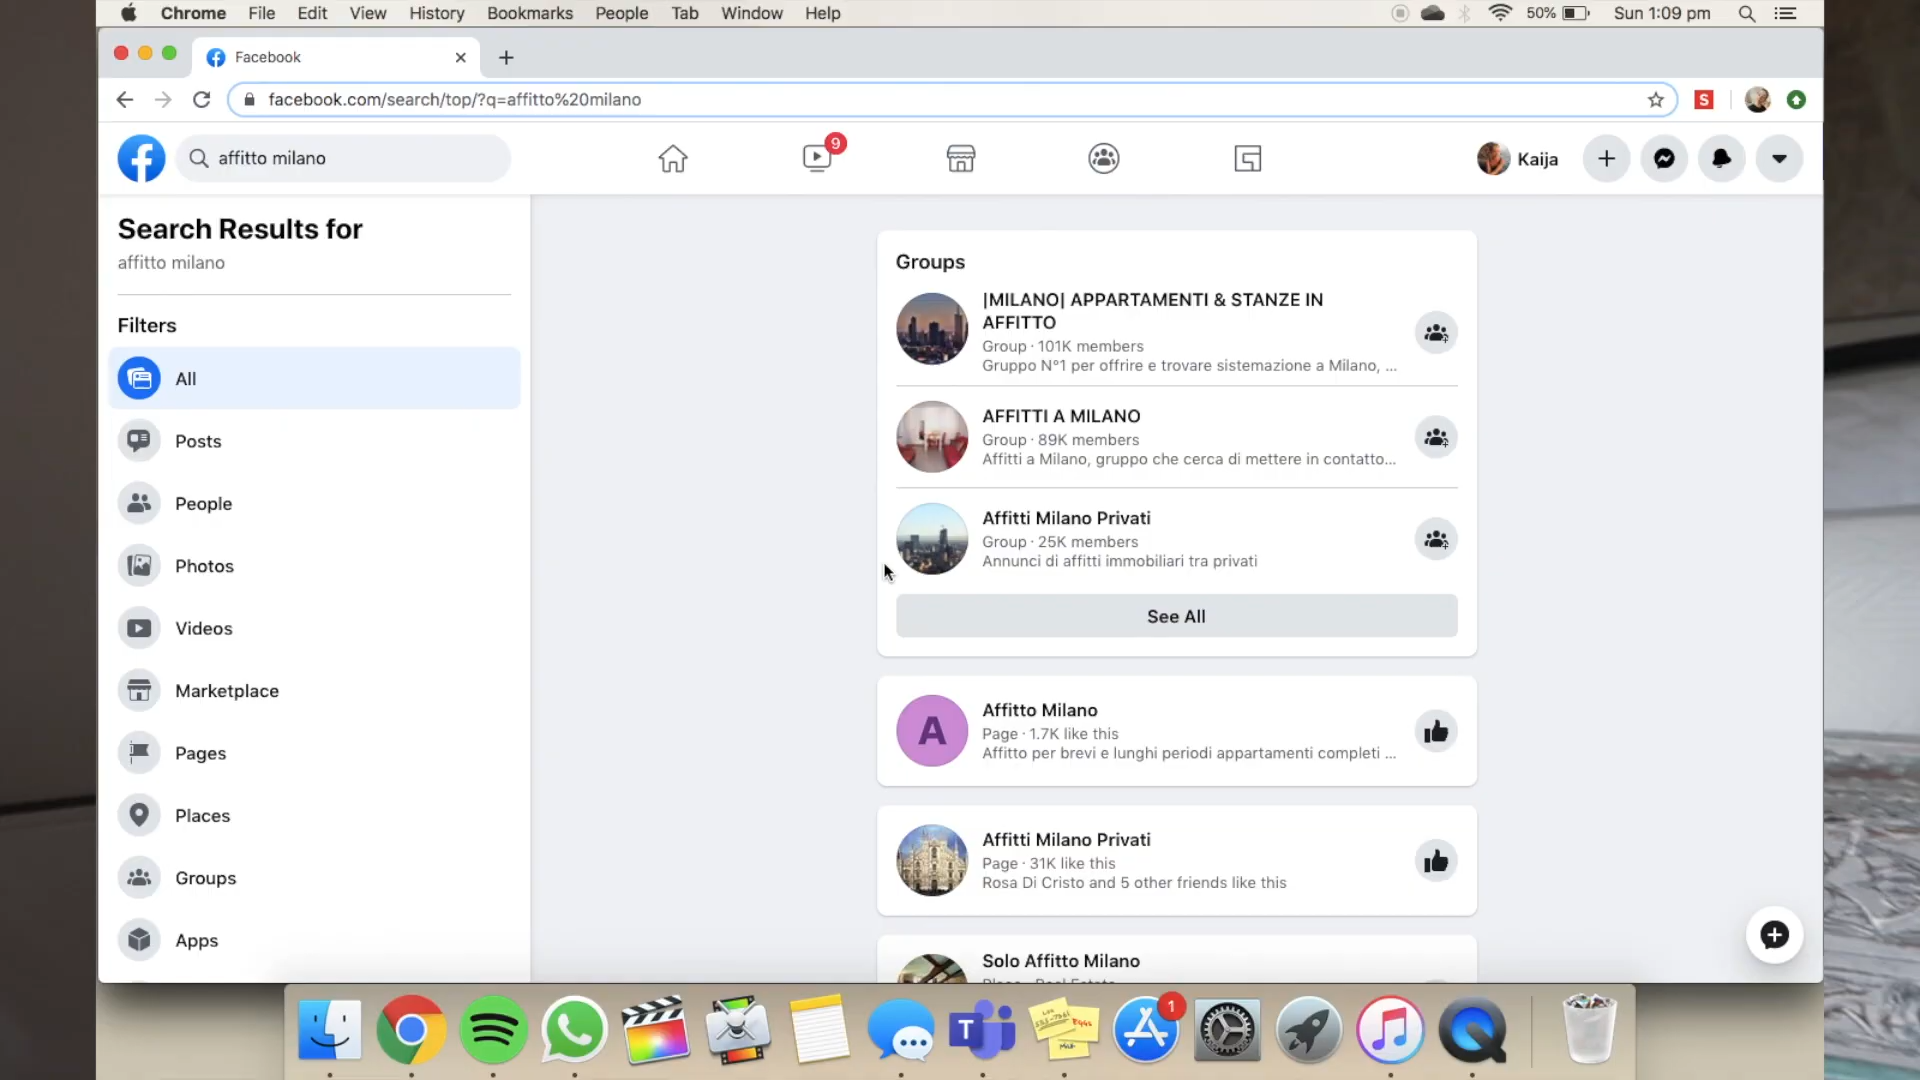 Chrome File Edit View History Bookmarks People Tab Window Help 50% Sun 1:09 pm
Facebook
facebook.com/search/top/?q=affitto%20milano S
affitto milano 9 Kaija
Search Results for
affitto milano
Filters
All
Posts
People
Photos
Videos
Marketplace
Pages
Places
Groups
Apps
Groups
|MILANO| APPARTAMENTI & STANZE IN
AFFITTO
Group · 101K members
Gruppo N°1 per offrire e trovare sistemazione a Milano, ...
AFFITTI A MILANO
Group · 89K members
Affitti a Milano, gruppo che cerca di mettere in contatto...
Affitti Milano Privati
Group · 25K members
Annunci di affitti immobiliari tra privati
See All
A
Affitto Milano
Page · 1.7K like this
Affitto per brevi e lunghi periodi appartamenti completi ...
Affitti Milano Privati
Page · 31K like this
Rosa Di Cristo and 5 other friends like this
Solo Affitto Milano
T
1